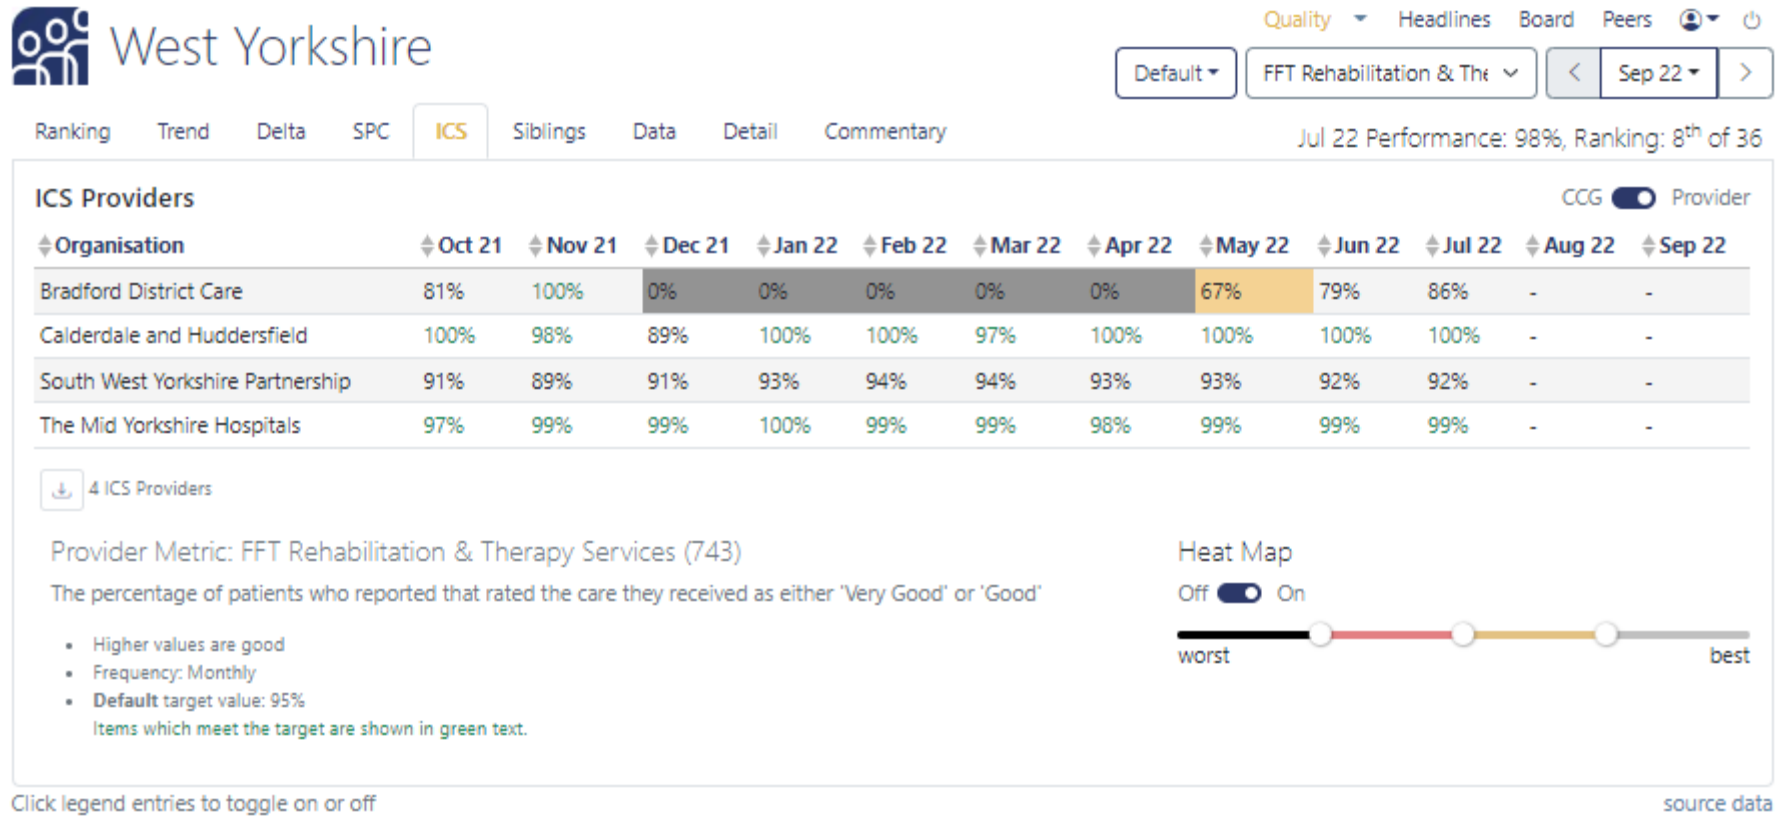 West Yorkshire
Quality Headlines Board Peers
Default FFT Rehabilitation & The Sep 22
Ranking Trend Delta SPC ICS Siblings Data Detail Commentary
Jul 22 Performance: 98%, Ranking: 8th of 36
ICS Providers
CCG Provider
Organisation Oct 21 Nov 21 Dec 21 Jan 22 Feb 22 Mar 22 Apr 22 May 22 Jun 22 Jul 22 Aug 22 Sep 22
Bradford District Care 81% 100% 0% 0% 0% 0% 0% 67% 79% 86% - -
Calderdale and Huddersfield 100% 98% 89% 100% 100% 97% 100% 100% 100% 100% - -
South West Yorkshire Partnership 91% 89% 91% 93% 94% 94% 93% 93% 92% 92% - -
The Mid Yorkshire Hospitals 97% 99% 99% 100% 99% 99% 98% 99% 99% 99% - -
4 ICS Providers
Provider Metric: FFT Rehabilitation & Therapy Services (743)
The percentage of patients who reported that rated the care they received as either 'Very Good' or 'Good'
• Higher values are good
• Frequency: Monthly
• Default target value: 95%
Items which meet the target are shown in green text.
Heat Map
Off On
worst best
Click legend entries to toggle on or off
source data